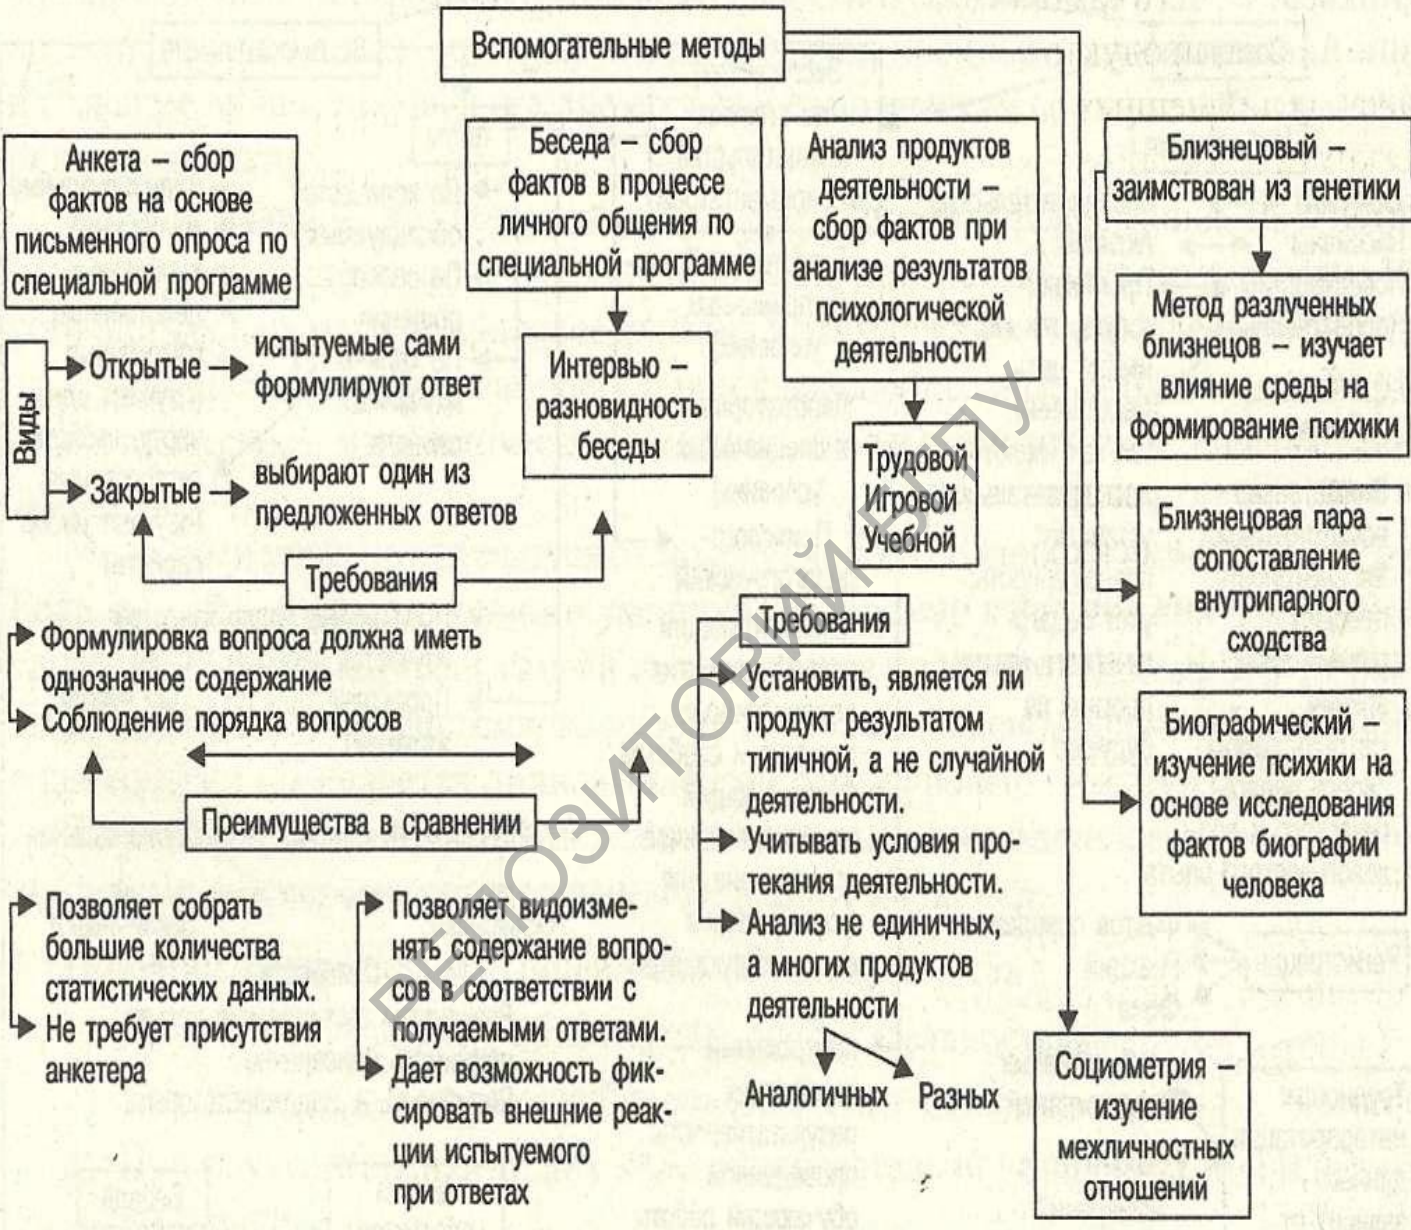 Вспомогательные методы
Анкета – сбор
фактов на основе
письменного опроса по
специальной программе
Виды
Открытые
испытуемые сами
формулируют ответ
Закрытые
выбирают один из
предложенных ответов
Беседа – сбор
фактов в процессе
личного общения по
специальной программе
Интервью –
разновидность
беседы
Требования
Формулировка вопроса должна иметь
однозначное содержание
Соблюдение порядка вопросов
Преимущества в сравнении
Позволяет собрать
большие количества
статистических данных.
Не требует присутствия
анкетера
Позволяет видоизме-
нять содержание вопро-
сов в соответствии с
получаемыми ответами.
Дает возможность фик-
сировать внешние реак-
ции испытуемого
при ответах
Анализ продуктов
деятельности –
сбор фактов при
анализе результатов
психологической
деятельности
Трудовой
Игровой
Учебной
Требования
Установить, является ли
продукт результатом
типичной, а не случайной
деятельности.
Учитывать условия про-
текания деятельности.
Анализ не единичных,
а многих продуктов
деятельности
Аналогичных
Разных
Близнецовый –
заимствован из генетики
Метод разлученных
близнецов – изучает
влияние среды на
формирование психики
Близнецовая пара –
сопоставление
внутрипарного
сходства
Биографический –
изучение психики на
основе исследования
фактов биографии
человека
Социометрия –
изучение
межличностных
отношений
РЕПОЗИТОРИЙ БГПУ